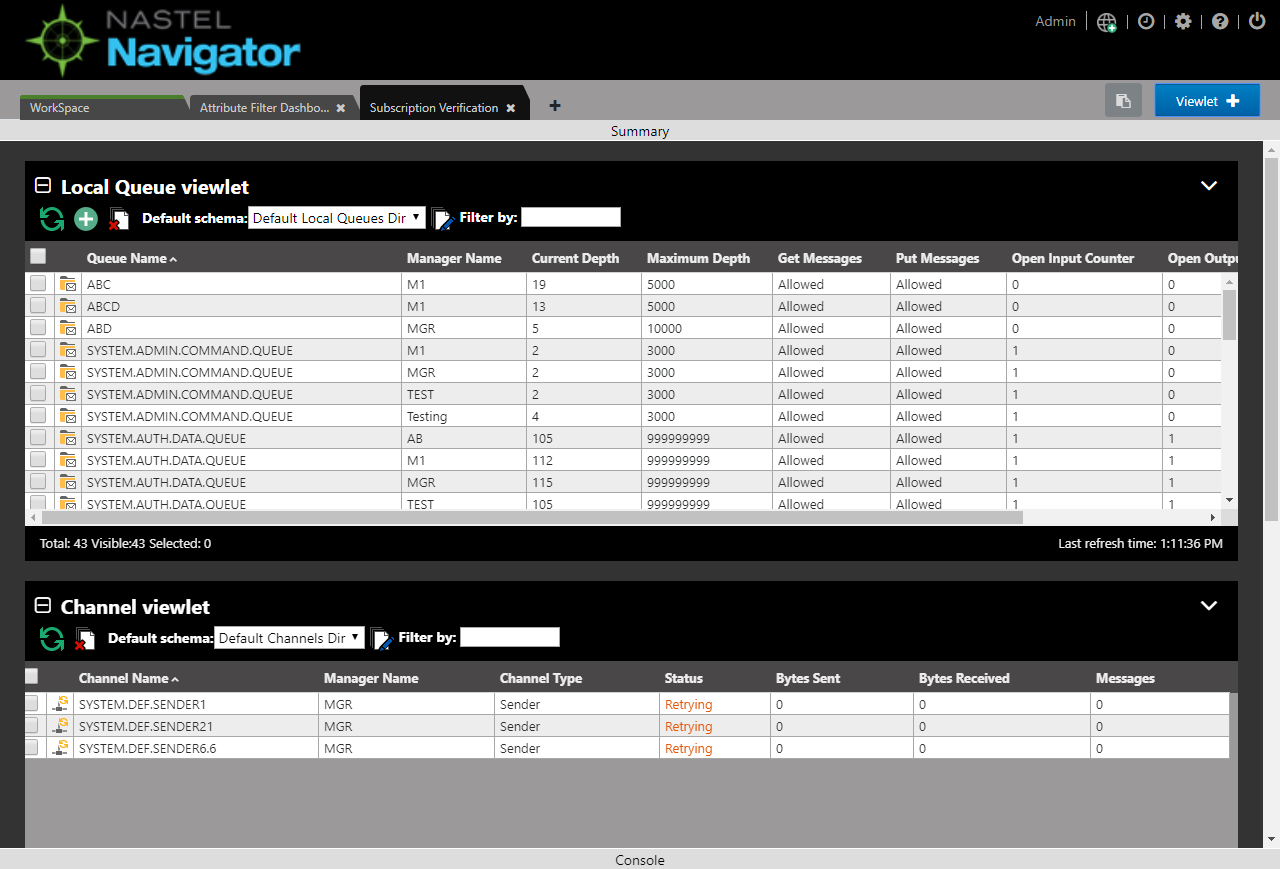 NASTEL
Navigator
Admin
WorkSpace
Attribute Filter Dashbo...
Subscription Verification
Viewlet
Summary
Local Queue viewlet
Default schema: Default Local Queues Dir Filter by:
Queue Name Manager Name Current Depth Maximum Depth Get Messages Put Messages Open Input Counter Open Outpu
ABC M1 19 5000 Allowed Allowed 0 0
ABCD M1 13 5000 Allowed Allowed 0 0
ABD MGR 5 10000 Allowed Allowed 0 0
SYSTEM.ADMIN.COMMAND.QUEUE M1 2 3000 Allowed Allowed 1 0
SYSTEM.ADMIN.COMMAND.QUEUE MGR 2 3000 Allowed Allowed 1 0
SYSTEM.ADMIN.COMMAND.QUEUE TEST 2 3000 Allowed Allowed 1 0
SYSTEM.ADMIN.COMMAND.QUEUE Testing 4 3000 Allowed Allowed 1 0
SYSTEM.AUTH.DATA.QUEUE AB 105 999999999 Allowed Allowed 1 1
SYSTEM.AUTH.DATA.QUEUE M1 112 999999999 Allowed Allowed 1 1
SYSTEM.AUTH.DATA.QUEUE MGR 115 999999999 Allowed Allowed 1 1
SYSTEM.AUTH.DATA.QUEUE TEST 105 999999999 Allowed Allowed 1 1
Total: 43 Visible:43 Selected: 0 Last refresh time: 1:11:36 PM
Channel viewlet
Default schema: Default Channels Dir Filter by:
Channel Name Manager Name Channel Type Status Bytes Sent Bytes Received Messages
SYSTEM.DEF.SENDER1 MGR Sender Retrying 0 0 0
SYSTEM.DEF.SENDER21 MGR Sender Retrying 0 0 0
SYSTEM.DEF.SENDER6.6 MGR Sender Retrying 0 0 0
Console